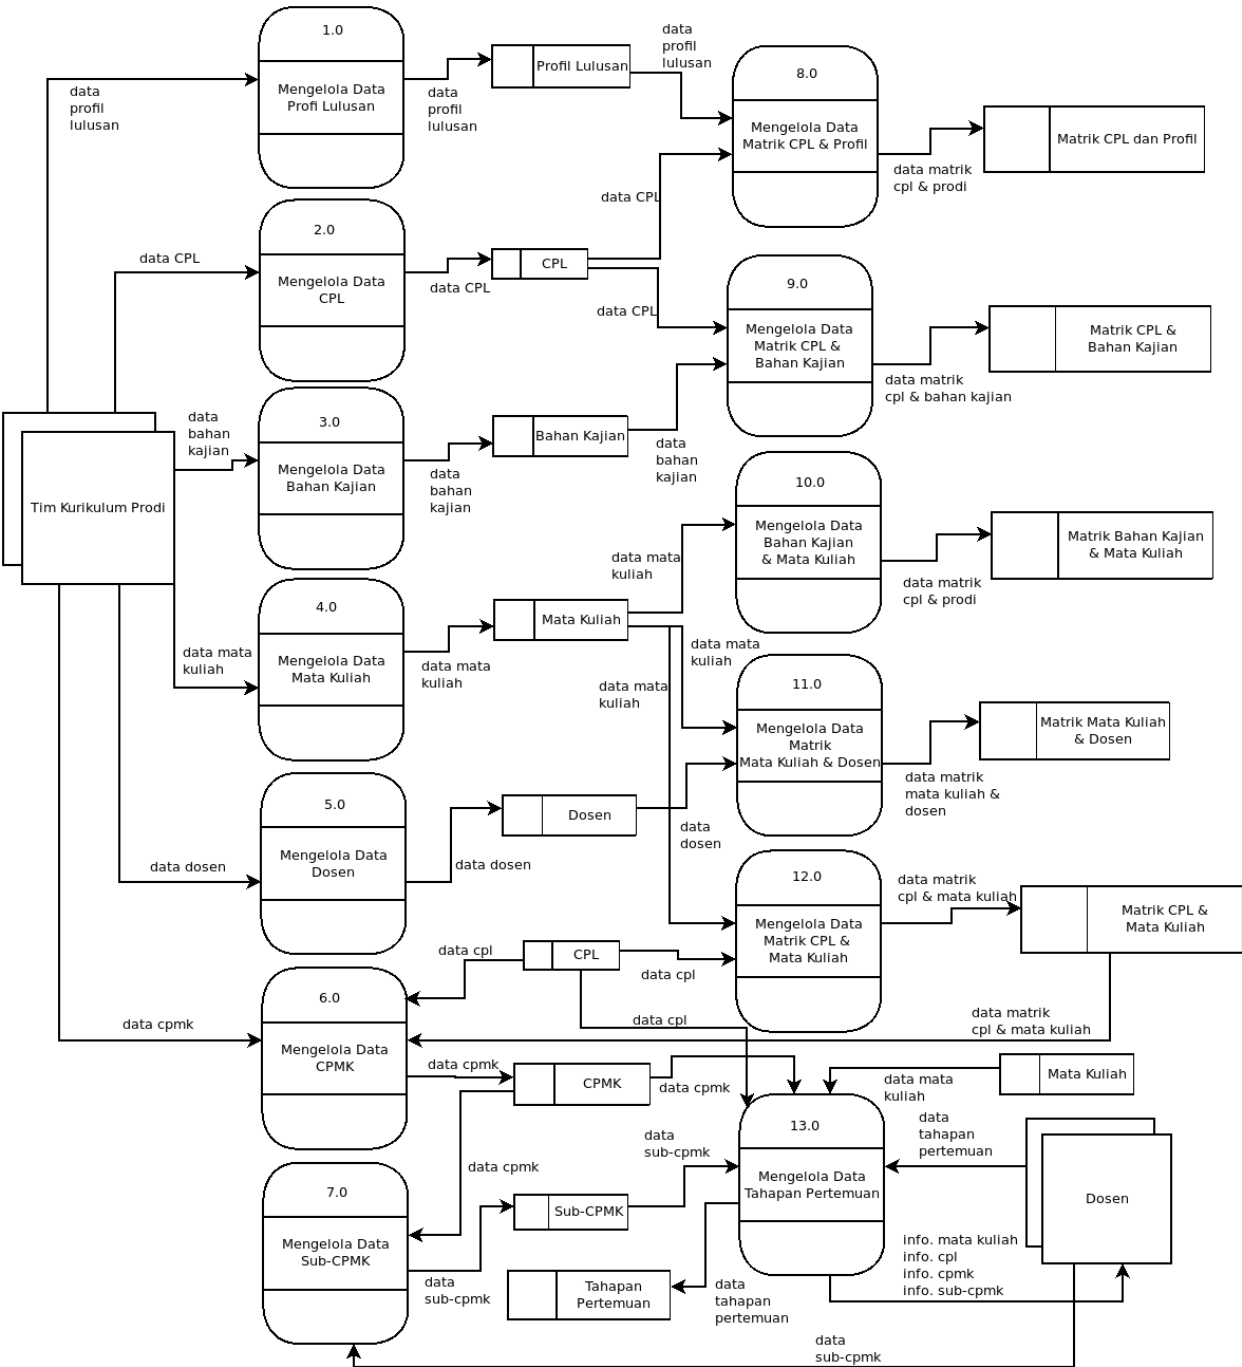 1.0
Mengelola Data
Profi Lulusan
data
profil
lulusan
data
profil
lulusan
Profil Lulusan
data
profil
lulusan
8.0
Mengelola Data
Matrik CPL & Profil
data matrik
cpl & prodi
Matrik CPL dan Profil
2.0
Mengelola Data
CPL
data CPL
data CPL
CPL
data CPL
data CPL
9.0
Mengelola Data
Matrik CPL &
Bahan Kajian
data matrik
cpl & bahan kajian
Matrik CPL &
Bahan Kajian
Tim Kurikulum Prodi
data
bahan
kajian
3.0
Mengelola Data
Bahan Kajian
data
bahan
kajian
Bahan Kajian
data
bahan
kajian
10.0
Mengelola Data
Bahan Kajian
& Mata Kuliah
data matrik
cpl & prodi
Matrik Bahan Kajian
& Mata Kuliah
data mata
kuliah
4.0
Mengelola Data
Mata Kuliah
data mata
kuliah
Mata Kuliah
data mata
kuliah
data mata
kuliah
data mata
kuliah
11.0
Mengelola Data
Matrik
Mata Kuliah & Dosen
data matrik
mata kuliah &
dosen
Matrik Mata Kuliah
& Dosen
data dosen
5.0
Mengelola Data
Dosen
data dosen
Dosen
data
dosen
12.0
Mengelola Data
Matrik CPL &
Mata Kuliah
data matrik
cpl & mata kuliah
Matrik CPL &
Mata Kuliah
data cpl
CPL
data cpl
data cpl
data matrik
cpl & mata kuliah
data cpmk
6.0
Mengelola Data
CPMK
data cpmk
CPMK
data cpmk
data cpmk
data mata
kuliah
Mata Kuliah
13.0
Mengelola Data
Tahapan Pertemuan
data
tahapan
pertemuan
Dosen
7.0
Mengelola Data
Sub-CPMK
data
sub-cpmk
Sub-CPMK
data
sub-cpmk
Tahapan
Pertemuan
data
tahapan
pertemuan
info. mata kuliah
info. cpl
info. cpmk
info. sub-cpmk
data
sub-cpmk